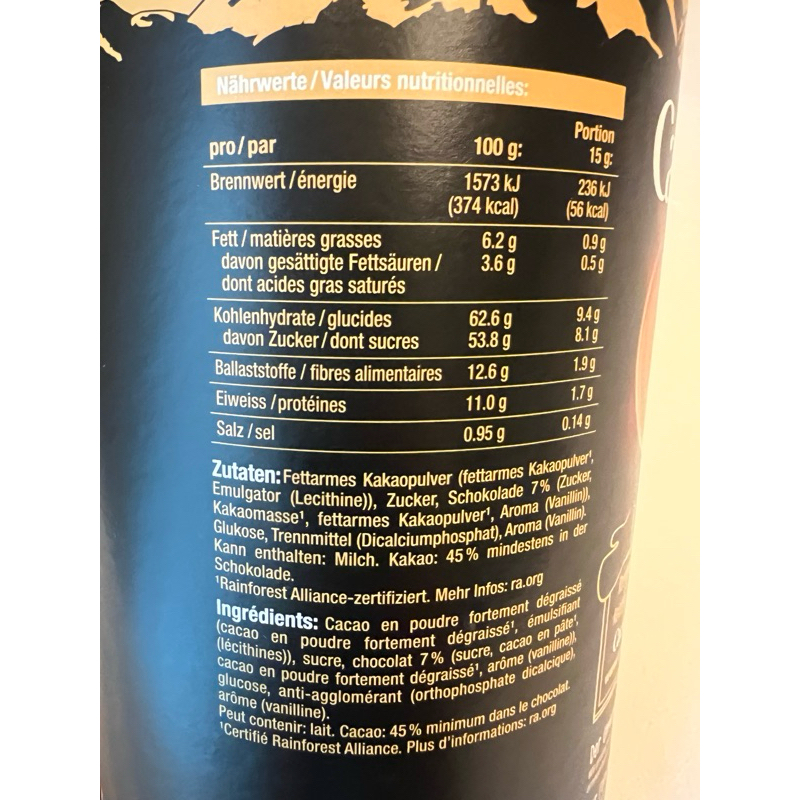 Nährwerte / Valeurs nutritionnelles:
pro / par 100 g: Portion 15 g:
Brennwert / énergie 1573 kJ 236 kJ
(374 kcal) (56 kcal)
Fett / matières grasses 6.2 g 0.9 g
davon gesättigte Fettsäuren / 3.6 g 0.5 g
dont acides gras saturés
Kohlenhydrate / glucides 62.6 g 9.4 g
davon Zucker / dont sucres 53.8 g 8.1 g
Ballaststoffe / fibres alimentaires 12.6 g 1.9 g
Eiweiss / protéines 11.0 g 1.7 g
Salz / sel 0.95 g 0.14 g
Zutaten: Fettarmes Kakaopulver (fettarmes Kakaopulver¹,
Emulgator (Lecithine)), Zucker, Schokolade 7% (Zucker,
Kakaomasse¹, fettarmes Kakaopulver¹, Aroma (Vanillin)),
Glukose, Trennmittel (Dicalciumphosphat), Aroma (Vanillin).
Kann enthalten: Milch. Kakao: 45% mindestens in der
Schokolade.
¹Rainforest Alliance-zertifiziert. Mehr Infos: ra.org
Ingrédients: Cacao en poudre fortement dégraissé
(cacao en poudre fortement dégraissé¹, émulsifiant
(lécithines)), sucre, chocolat 7% (sucre, cacao en pâte¹,
cacao en poudre fortement dégraissé¹, arôme (vanilline)),
glucose, anti-agglomérant (orthophosphate dicalcique),
arôme (vanilline).
Peut contenir: lait. Cacao: 45% minimum dans le chocolat.
¹Certifié Rainforest Alliance. Plus d'informations: ra.org